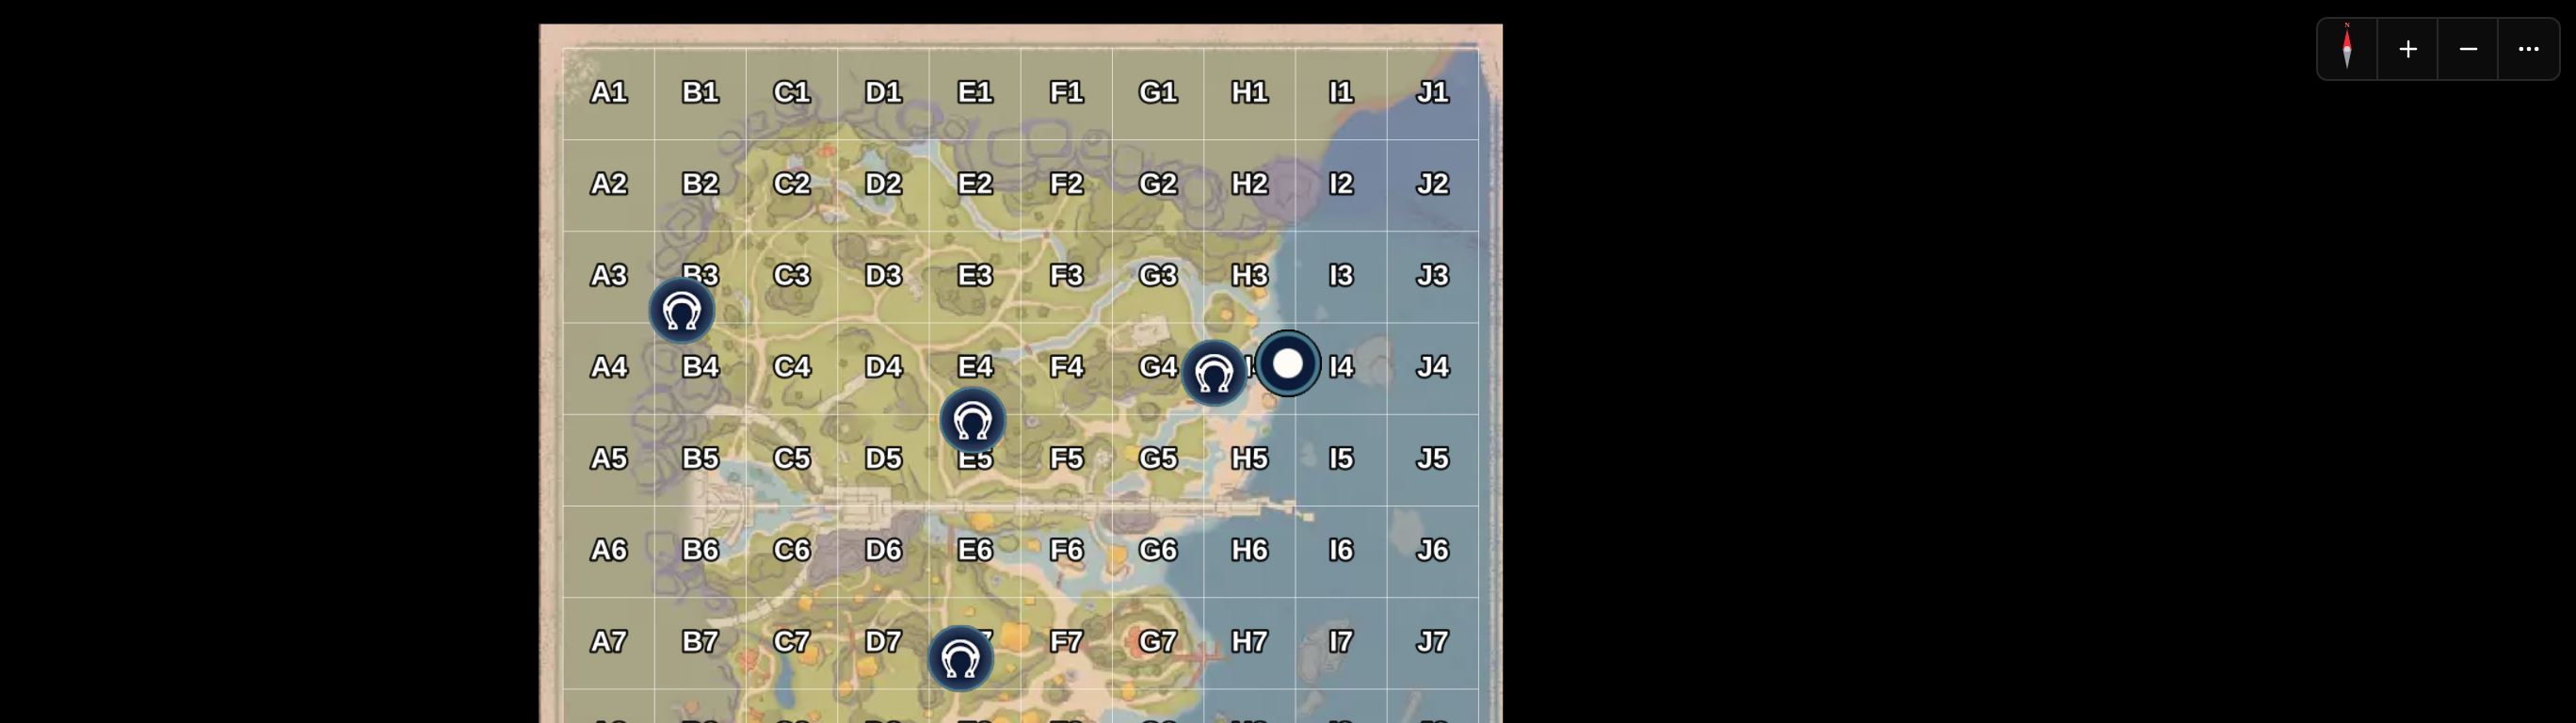 N
A1 B1 C1 D1 E1 F1 G1 H1 I1 J1
A2 B2 C2 D2 E2 F2 G2 H2 I2 J2
A3 B3 C3 D3 E3 F3 G3 H3 I3 J3
A4 B4 C4 D4 E4 F4 G4 I4 J4
A5 B5 C5 D5 E5 F5 G5 H5 I5 J5
A6 B6 C6 D6 E6 F6 G6 H6 I6 J6
A7 B7 C7 D7 F7 G7 H7 I7 J7